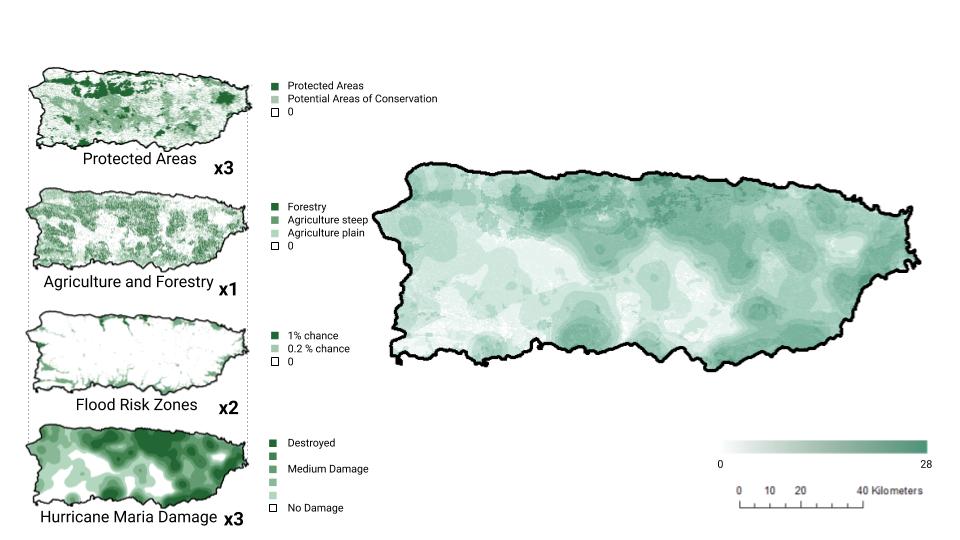 Protected Areas
Potential Areas of Conservation
0
Protected Areas
x3
Forestry
Agriculture steep
Agriculture plain
0
Agriculture and Forestry
x1
1% chance
0.2 % chance
0
Flood Risk Zones
x2
Destroyed
Medium Damage
No Damage
Hurricane Maria Damage
x3
0 28
0 10 20 40 Kilometers